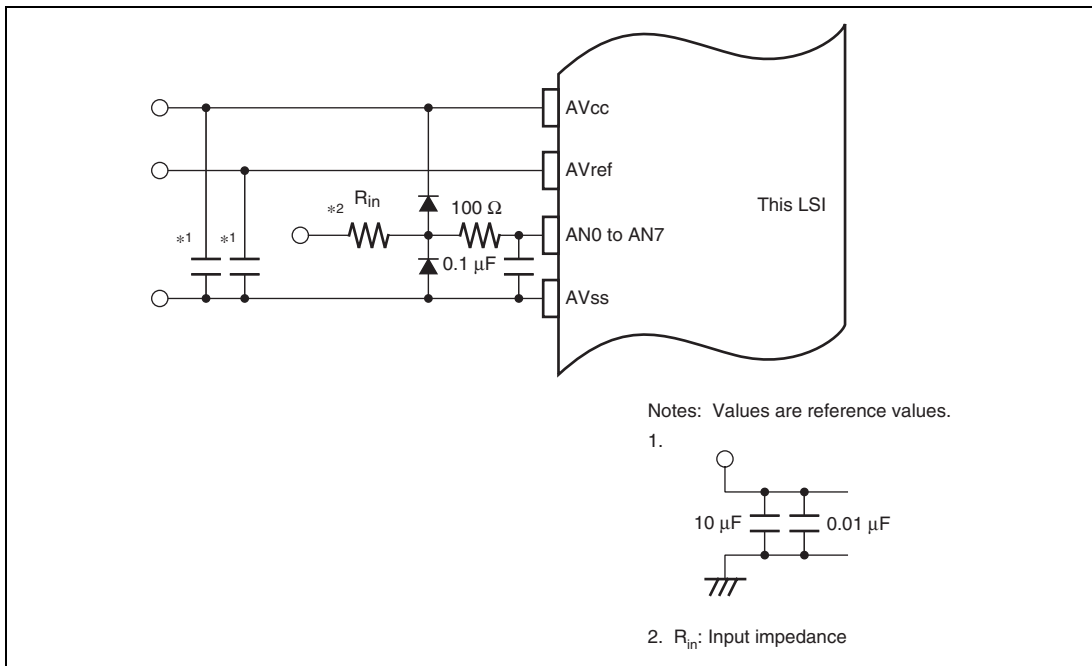 AVcc
AVref
*2 Rin
100 Ω
This LSI
*1 *1
AN0 to AN7
0.1 μF
AVss
Notes: Values are reference values.
1.
10 μF
0.01 μF
2. Rin: Input impedance